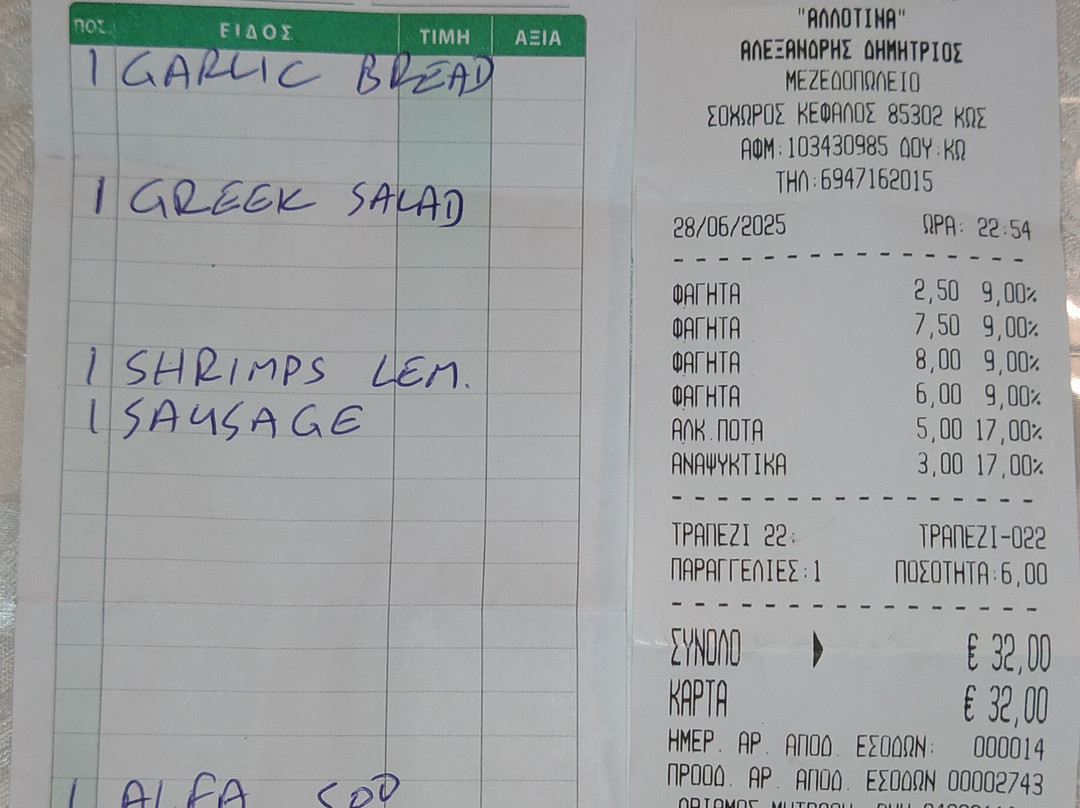 ΠΟΣ. ΕΙΔΟΣ ΤΙΜΗ ΑΞΙΑ
1 GARLIC BREAD
1 GREEK SALAD
1 SHRIMPS LEM.
1 SAUSAGE
1 ALFA 500
"ΑΛΛΟΤΙΝΑ"
ΑΛΕΞΑΝΔΡΗΣ ΔΗΜΗΤΡΙΟΣ
ΜΕΖΕΔΟΠΩΛΕΙΟ
ΣΟΧΩΡΟΣ ΚΕΦΑΛΟΣ 85302 ΚΩΣ
ΑΦΜ:103430985 ΔΟΥ:ΚΩ
ΤΗΛ:6947162015
28/06/2025 ΩΡΑ: 22:54
ΦΑΓΗΤΑ 2,50 9,00%
ΦΑΓΗΤΑ 7,50 9,00%
ΦΑΓΗΤΑ 8,00 9,00%
ΦΑΓΗΤΑ 6,00 9,00%
ΑΛΚ.ΠΟΤΑ 5,00 17,00%
ΑΝΑΨΥΚΤΙΚΑ 3,00 17,00%
ΤΡΑΠΕΖΙ 22: ΤΡΑΠΕΖΙ-022
ΠΑΡΑΓΓΕΛΙΕΣ:1 ΠΟΣΟΤΗΤΑ:6,00
ΣΥΝΟΛΟ € 32,00
ΚΑΡΤΑ € 32,00
ΗΜΕΡ. ΑΡ. ΑΠΟΔ. ΕΣΟΔΩΝ: 000014
ΠΡΟΟΔ. ΑΡ. ΑΠΟΔ. ΕΣΟΔΩΝ 00002743